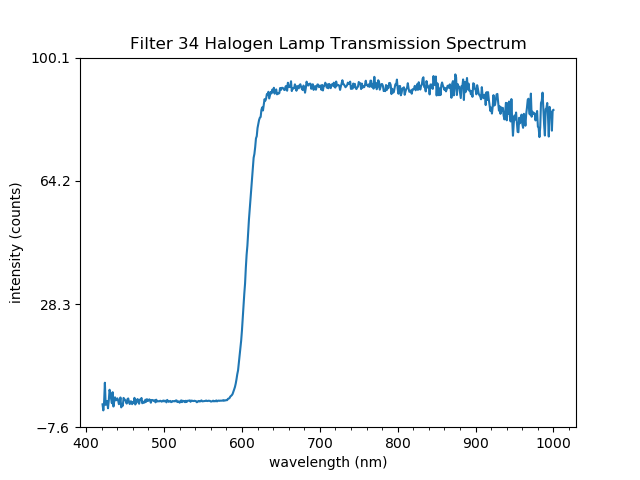 Filter 34 Halogen Lamp Transmission Spectrum
100.1
64.2
28.3
−7.6
intensity (counts)
400 500 600 700 800 900 1000
wavelength (nm)